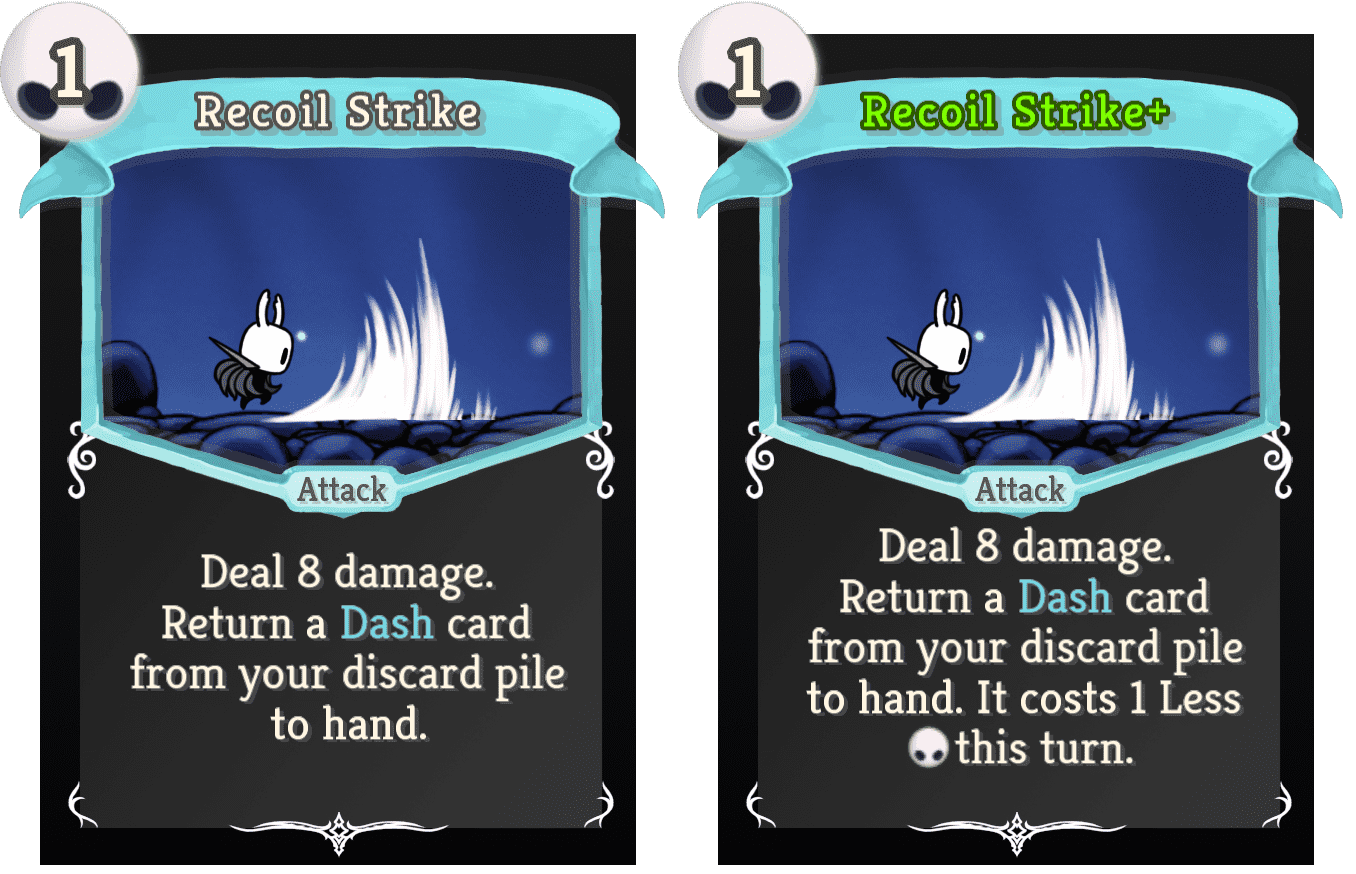 1
Recoil Strike
Attack
Deal 8 damage.
Return a Dash card
from your discard pile
to hand.
1
Recoil Strike+
Attack
Deal 8 damage.
Return a Dash card
from your discard pile
to hand. It costs 1 Less
this turn.